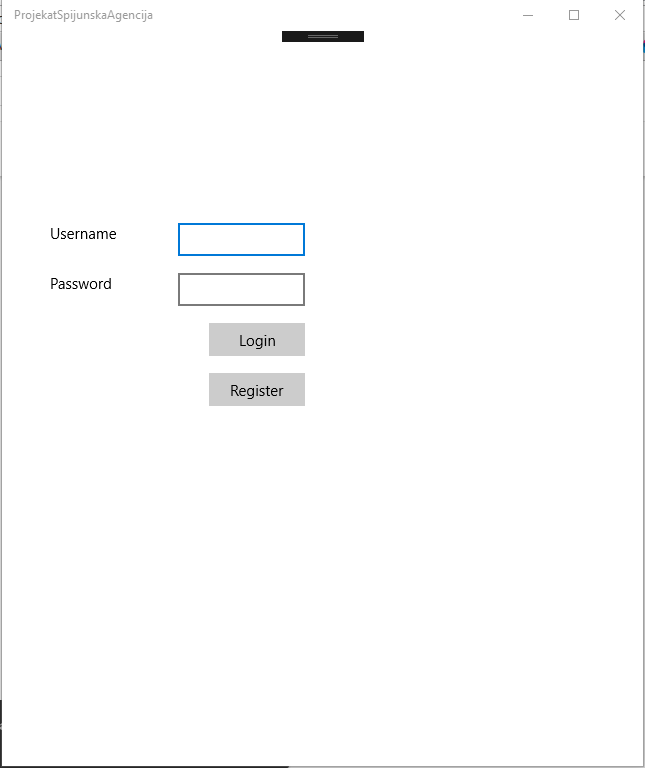 ProjekatSpijunskaAgencija
Username
Password
Login
Register